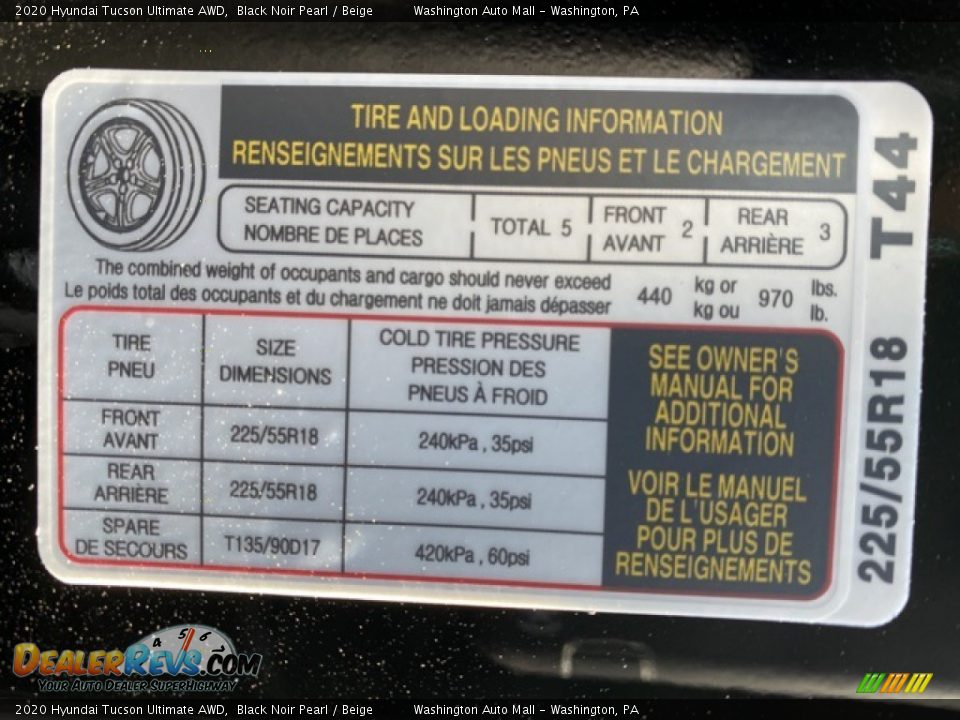 2020 Hyundai Tucson Ultimate AWD, Black Noir Pearl / Beige Washington Auto Mall - Washington, PA
TIRE AND LOADING INFORMATION
RENSEIGNEMENTS SUR LES PNEUS ET LE CHARGEMENT
SEATING CAPACITY
NOMBRE DE PLACES
TOTAL 5
FRONT
AVANT
2
REAR
ARRIÈRE
3
The combined weight of occupants and cargo should never exceed
Le poids total des occupants et du chargement ne doit jamais dépasser
440
kg or
kg ou
970
lbs.
lb.
TIRE
PNEU
SIZE
DIMENSIONS
COLD TIRE PRESSURE
PRESSION DES
PNEUS À FROID
FRONT
AVANT
225/55R18
240kPa , 35psi
REAR
ARRIÈRE
225/55R18
240kPa , 35psi
SPARE
DE SECOURS
T135/90D17
420kPa , 60psi
SEE OWNER'S
MANUAL FOR
ADDITIONAL
INFORMATION
VOIR LE MANUEL
DE L'USAGER
POUR PLUS DE
RENSEIGNEMENTS
225/55R18 T44
4 5 6
DEALERREVS.COM
YOUR AUTO DEALER SUPERHIGHWAY
2020 Hyundai Tucson Ultimate AWD, Black Noir Pearl / Beige Washington Auto Mall - Washington, PA